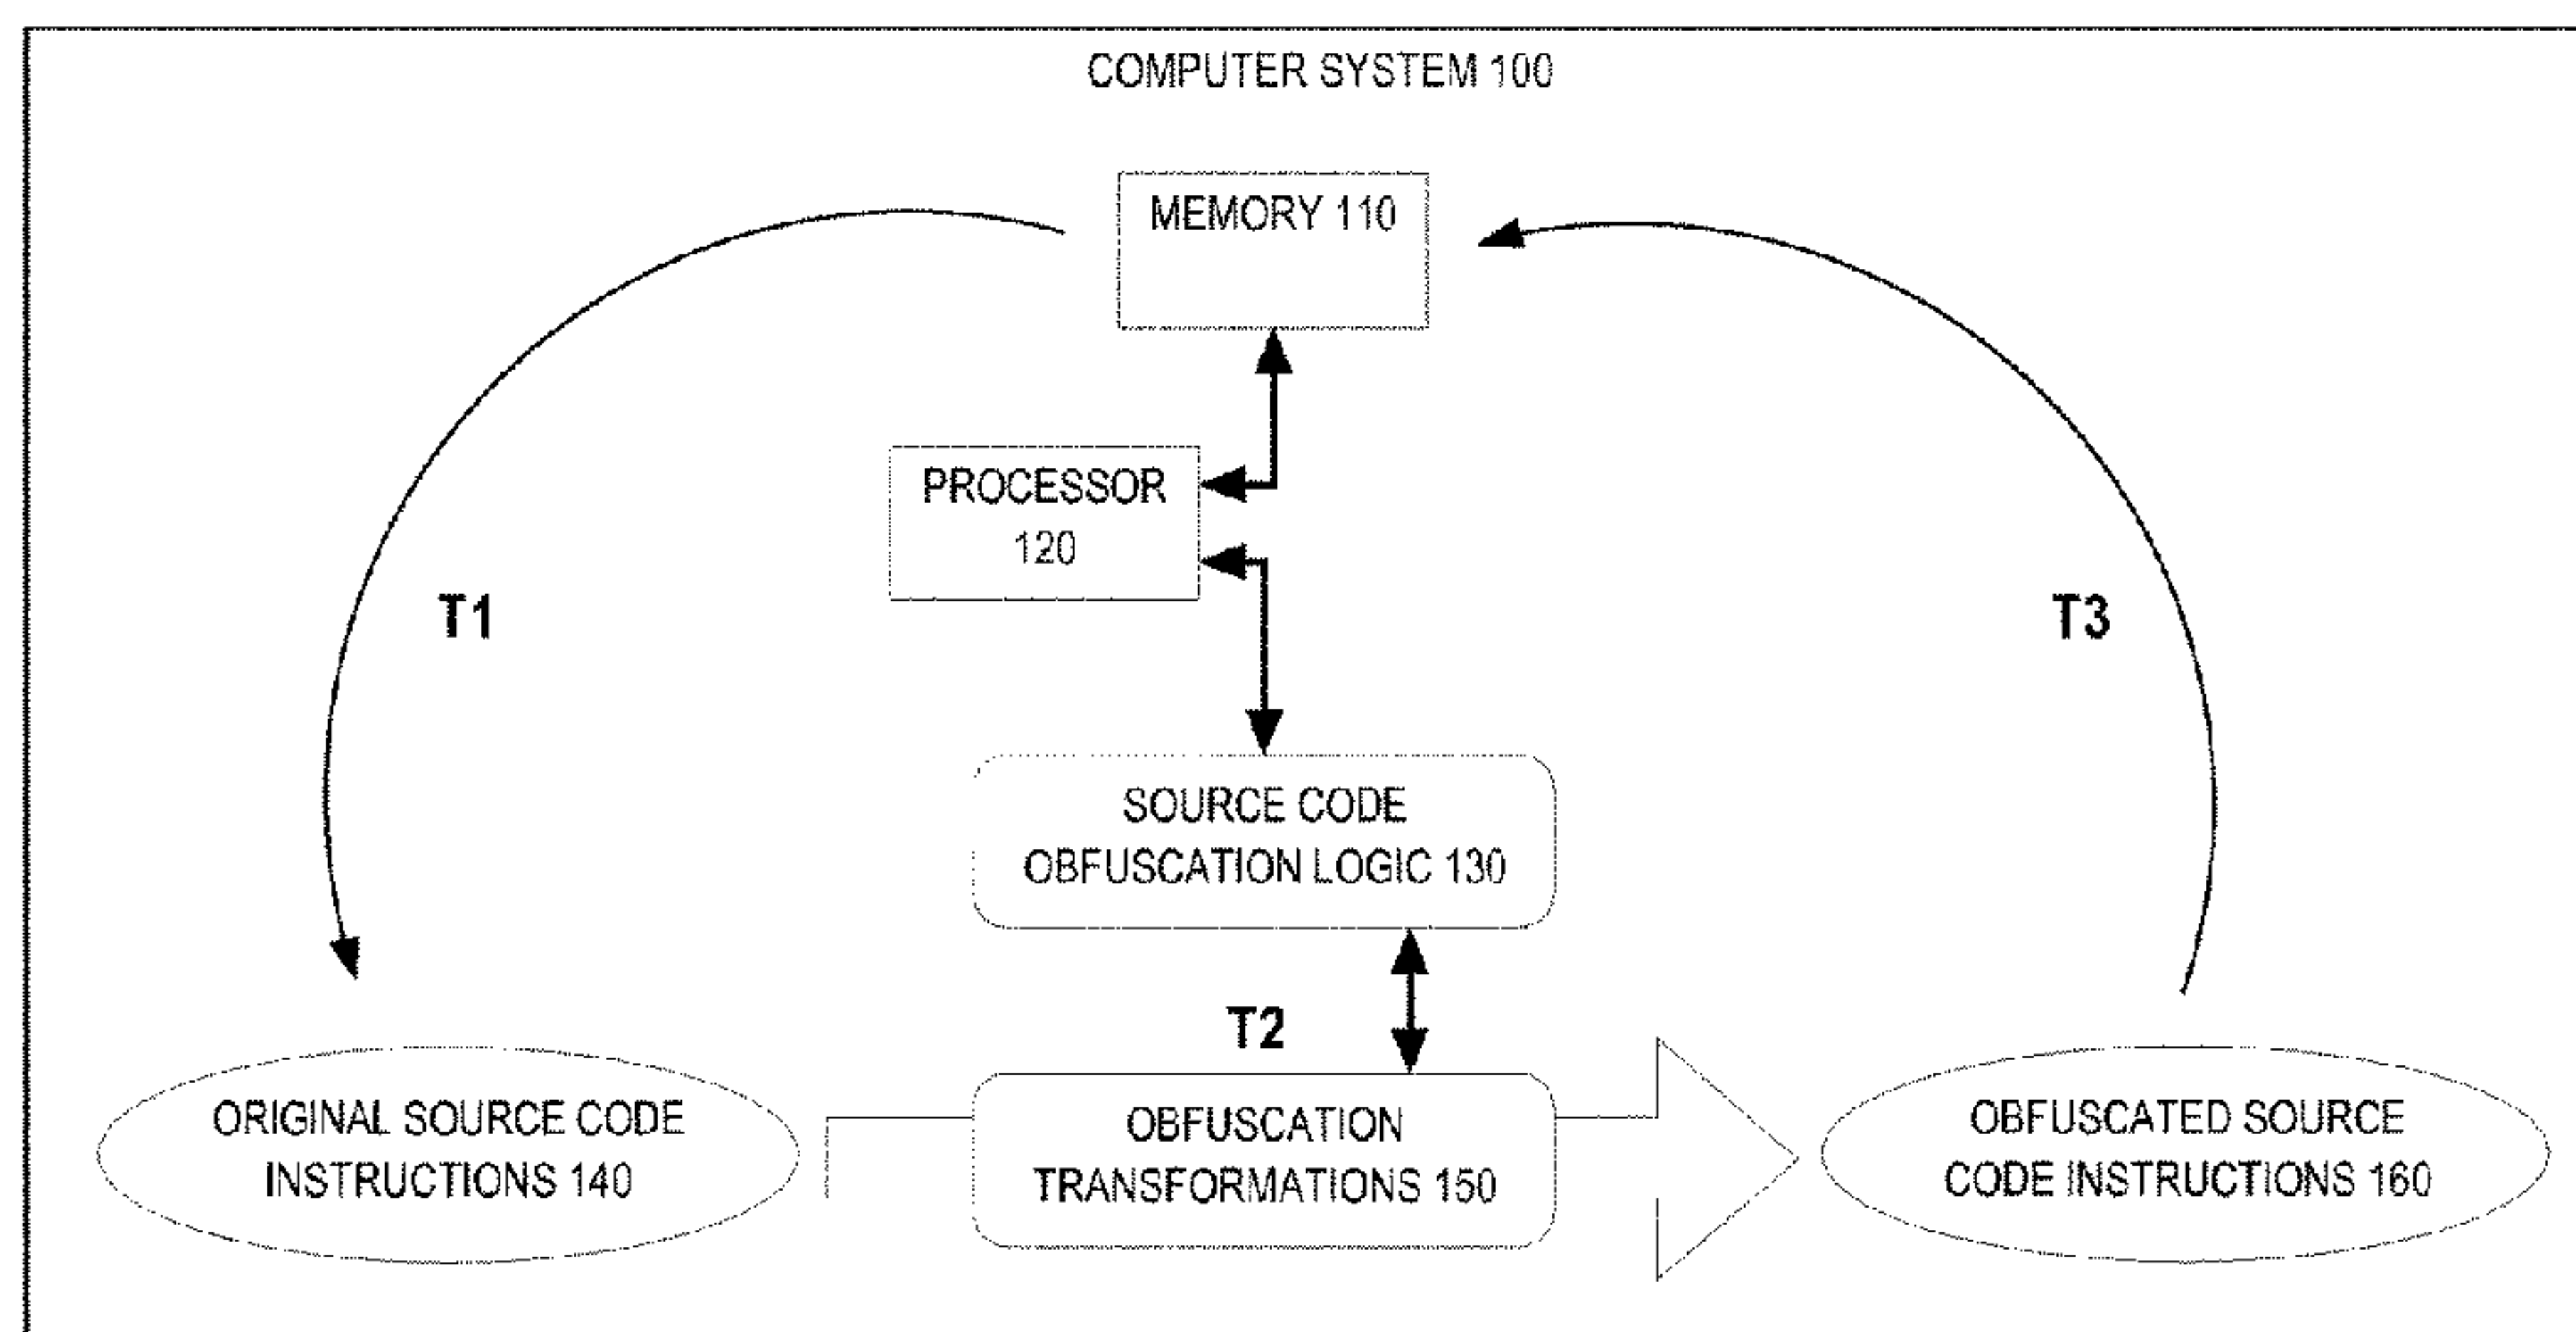 COMPUTER SYSTEM 100
MEMORY 110
PROCESSOR
120
T1
T3
SOURCE CODE
OBFUSCATION LOGIC 130
T2
ORIGINAL SOURCE CODE
INSTRUCTIONS 140
OBFUSCATION
TRANSFORMATIONS 150
OBFUSCATED SOURCE
CODE INSTRUCTIONS 160